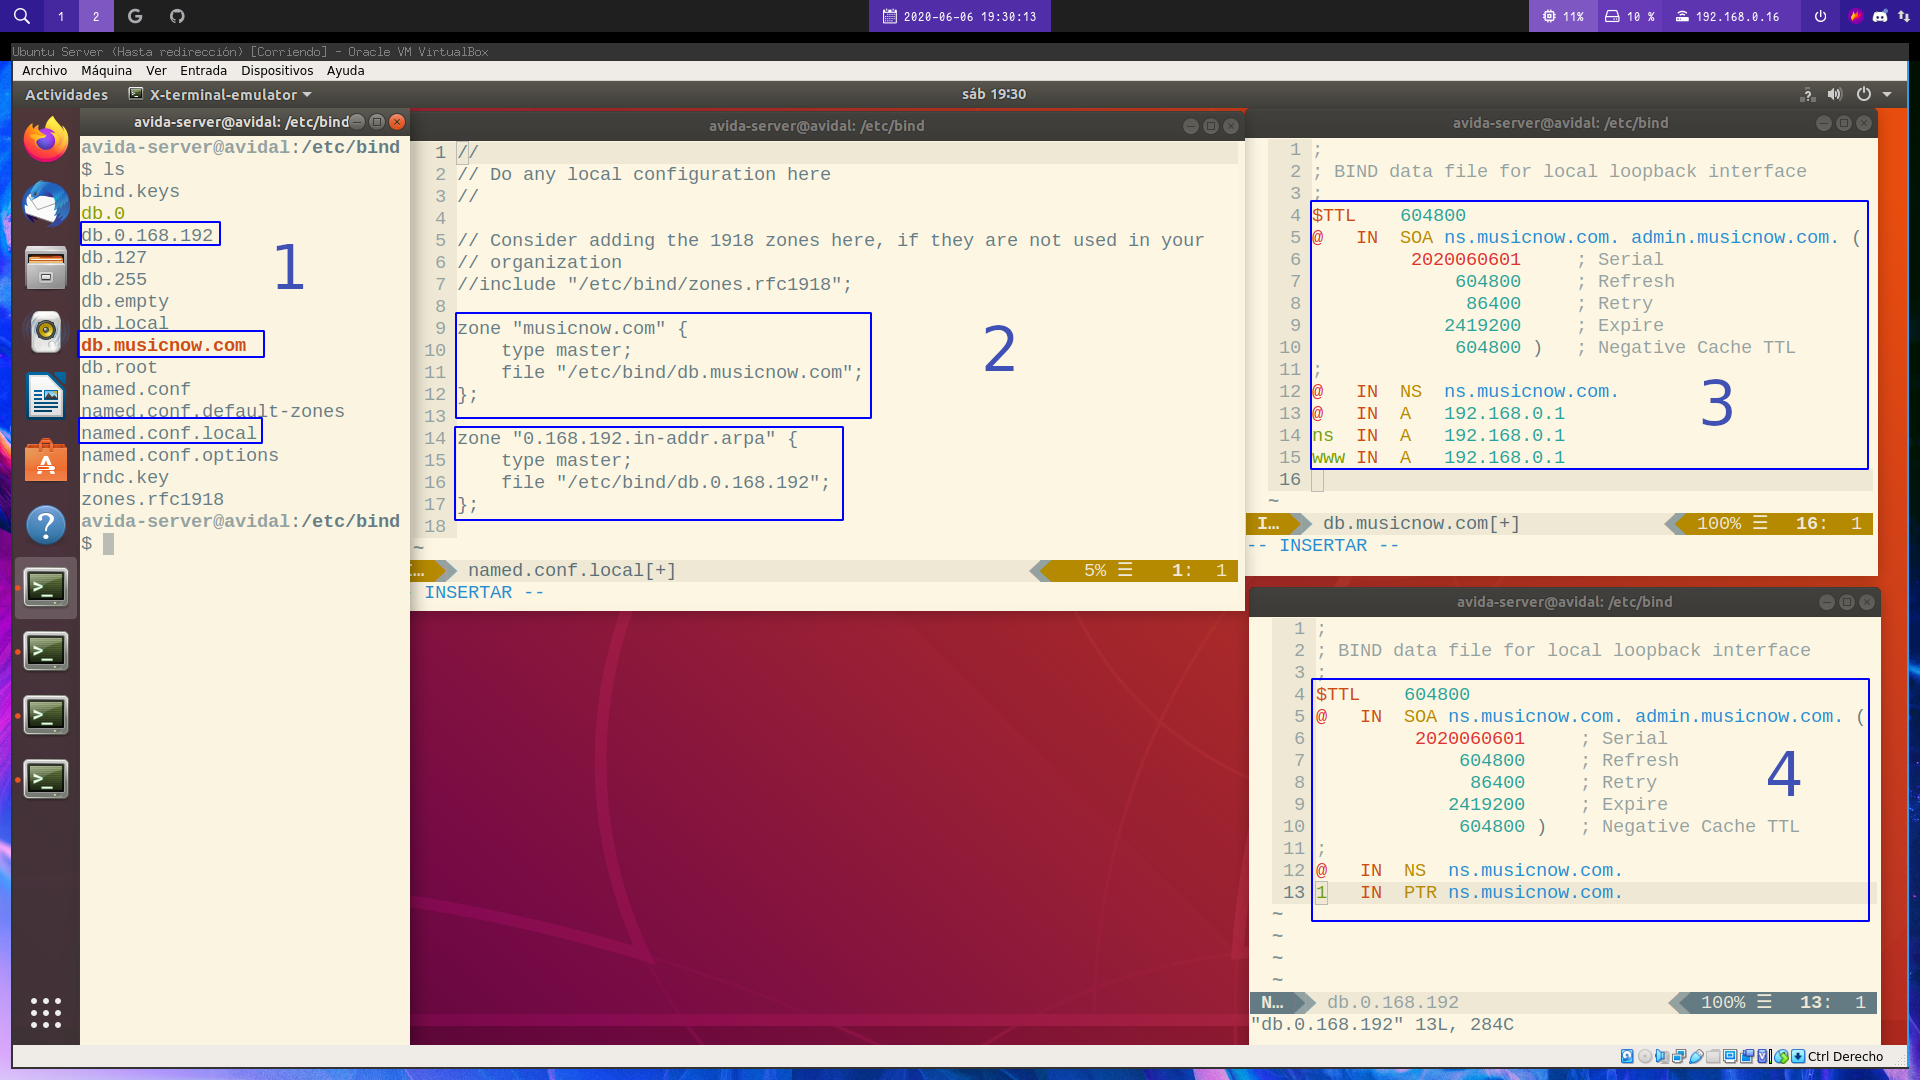 1
2
2020-06-06 19:30:13
11%
10 %
192.168.0.16
Ubuntu Server (Hasta redirección) [Corriendo] - Oracle VM VirtualBox
Archivo Máquina Ver Entrada Dispositivos Ayuda
Actividades X-terminal-emulator
sáb 19:30
avida-server@avidal: /etc/bind
avida-server@avidal:/etc/bind
$ ls
bind.keys
db.0
db.0.168.192
db.127
db.255
db.empty
db.local
db.musicnow.com
db.root
named.conf
named.conf.default-zones
named.conf.local
named.conf.options
rndc.key
zones.rfc1918
avida-server@avidal:/etc/bind
$
1
avida-server@avidal: /etc/bind
1 //
2 // Do any local configuration here
3 //
4
5 // Consider adding the 1918 zones here, if they are not used in your
6 // organization
7 //include "/etc/bind/zones.rfc1918";
8
9 zone "musicnow.com" {
10 type master;
11 file "/etc/bind/db.musicnow.com";
12 };
13
14 zone "0.168.192.in-addr.arpa" {
15 type master;
16 file "/etc/bind/db.0.168.192";
17 };
18
~
... named.conf.local[+] 5% ☰ 1: 1
INSERTAR --
2
avida-server@avidal: /etc/bind
1 ;
2 ; BIND data file for local loopback interface
3 ;
4 $TTL 604800
5 @ IN SOA ns.musicnow.com. admin.musicnow.com. (
6 2020060601 ; Serial
7 604800 ; Refresh
8 86400 ; Retry
9 2419200 ; Expire
10 604800 ) ; Negative Cache TTL
11 ;
12 @ IN NS ns.musicnow.com.
13 @ IN A 192.168.0.1
14 ns IN A 192.168.0.1
15 www IN A 192.168.0.1
16
~
I... db.musicnow.com[+] 100% ☰ 16: 1
-- INSERTAR --
3
avida-server@avidal: /etc/bind
1 ;
2 ; BIND data file for local loopback interface
3 ;
4 $TTL 604800
5 @ IN SOA ns.musicnow.com. admin.musicnow.com. (
6 2020060601 ; Serial
7 604800 ; Refresh
8 86400 ; Retry
9 2419200 ; Expire
10 604800 ) ; Negative Cache TTL
11 ;
12 @ IN NS ns.musicnow.com.
13 1 IN PTR ns.musicnow.com.
~
~
~
~
N... db.0.168.192 100% ☰ 13: 1
"db.0.168.192" 13L, 284C
4
Ctrl Derecho